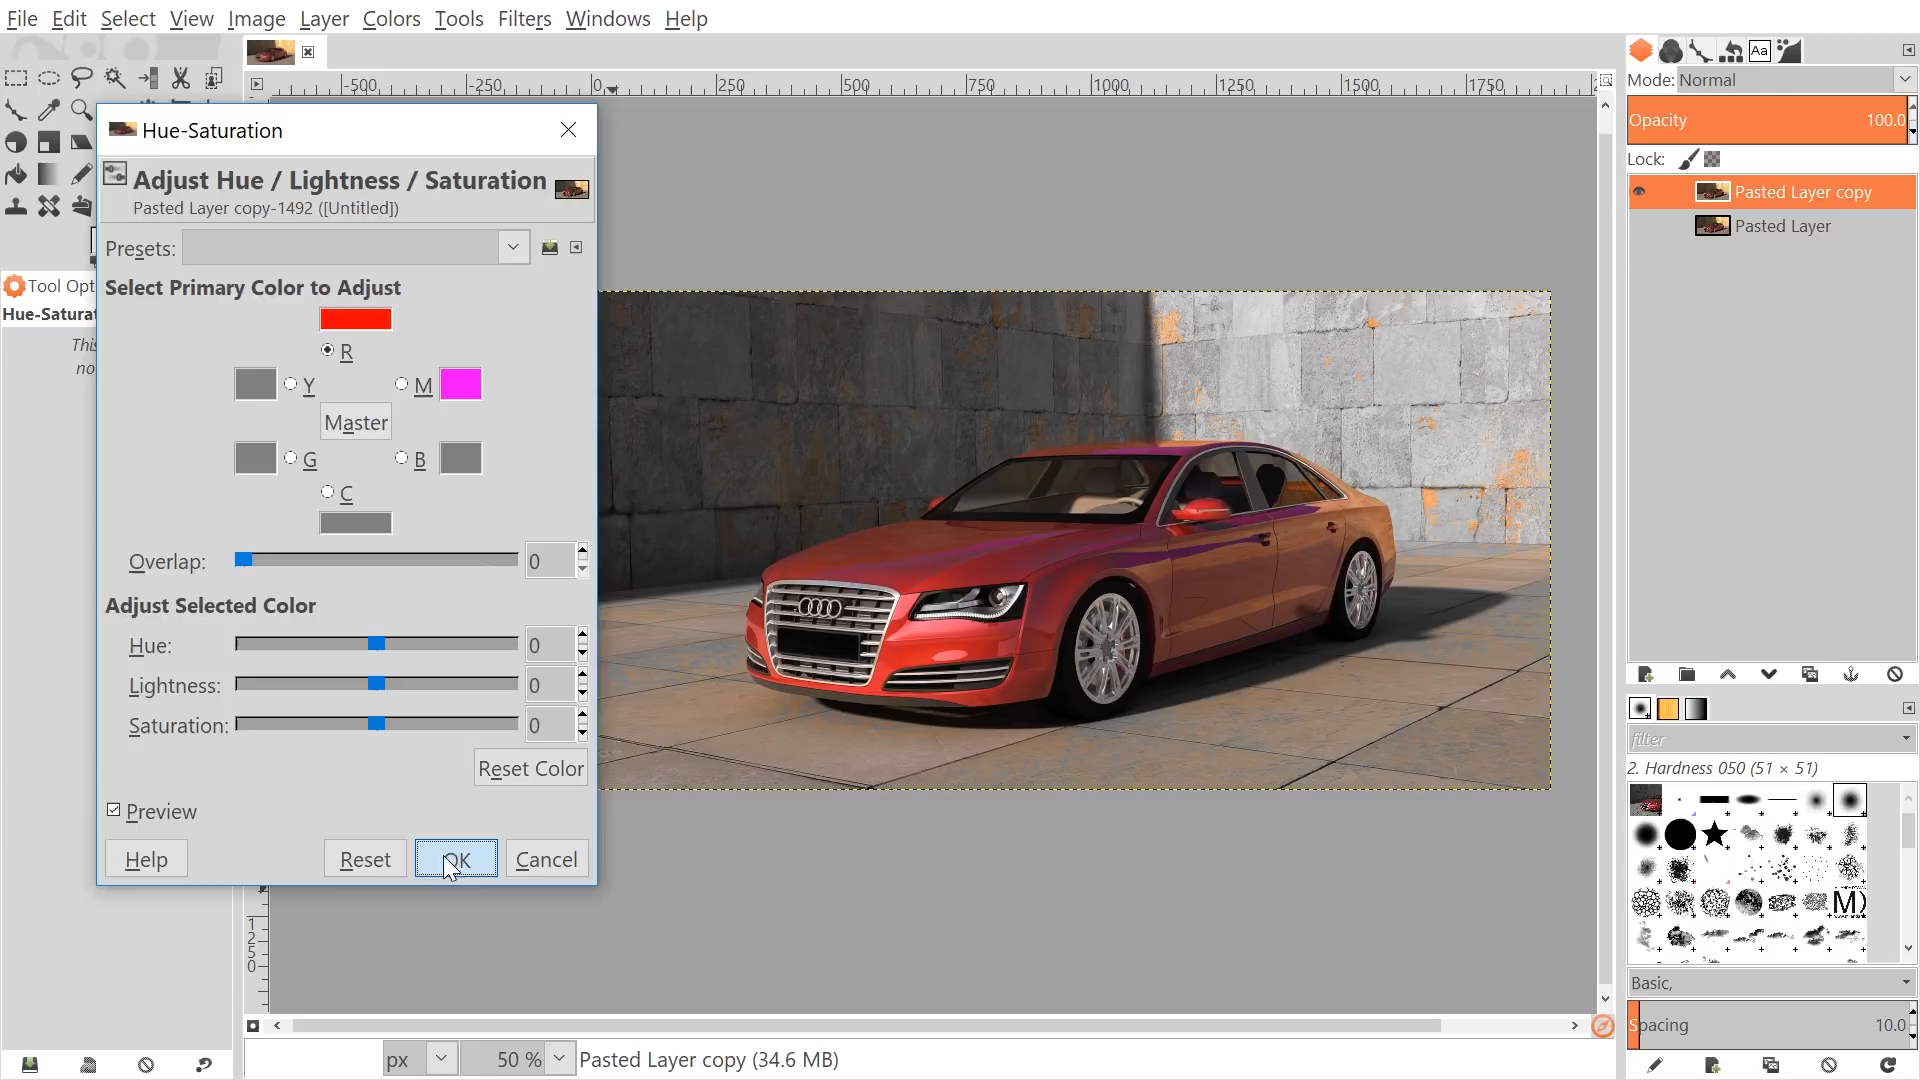 File Edit Select View Image Layer Colors Tools Filters Windows Help
-500 -250 0 250 500 750 1000 1250 1500 1750
Hue-Saturation
Adjust Hue / Lightness / Saturation
Pasted Layer copy-1492 ([Untitled])
Presets:
Select Primary Color to Adjust
R
Y M
Master
G B
C
Overlap: 0
Adjust Selected Color
Hue: 0
Lightness: 0
Saturation: 0
Reset Color
Preview
Help Reset OK Cancel
Tool Opt
Hue-Saturat
This
no
1250
px 50 % Pasted Layer copy (34.6 MB)
Aa
Mode: Normal
Opacity 100.0
Lock:
Pasted Layer copy
Pasted Layer
filter
2. Hardness 050 (51 × 51)
Basic,
Spacing 10.0